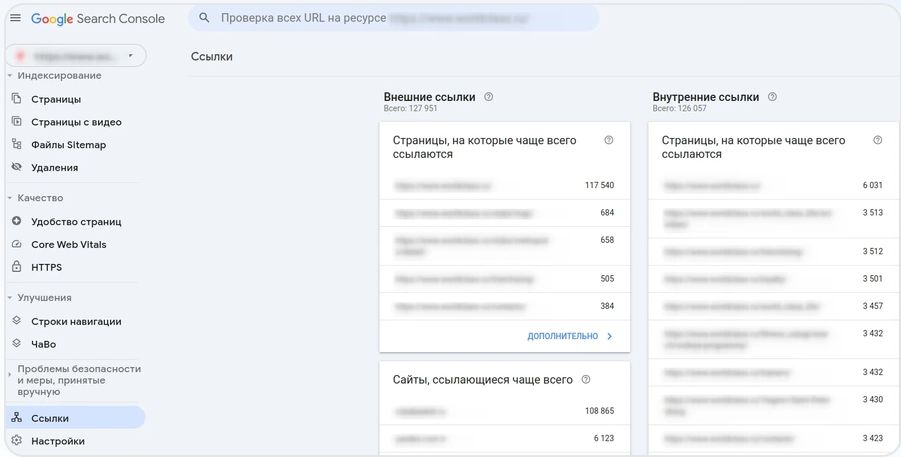 Google Search Console
Проверка всех URL на ресурсе
Индексирование
Страницы
Страницы с видео
Файлы Sitemap
Удаления
Качество
Удобство страниц
Core Web Vitals
HTTPS
Улучшения
Строки навигации
ЧаВо
Проблемы безопасности
и меры, принятые
вручную
Ссылки
Настройки
Ссылки
Внешние ссылки
Всего: 127 951
Страницы, на которые чаще всего
ссылаются
117 540
684
658
505
384
ДОПОЛНИТЕЛЬНО
Сайты, ссылающиеся чаще всего
108 865
6 123
Внутренние ссылки
Всего: 126 057
Страницы, на которые чаще всего
ссылаются
6 031
3 513
3 512
3 501
3 457
3 432
3 432
3 430
3 423